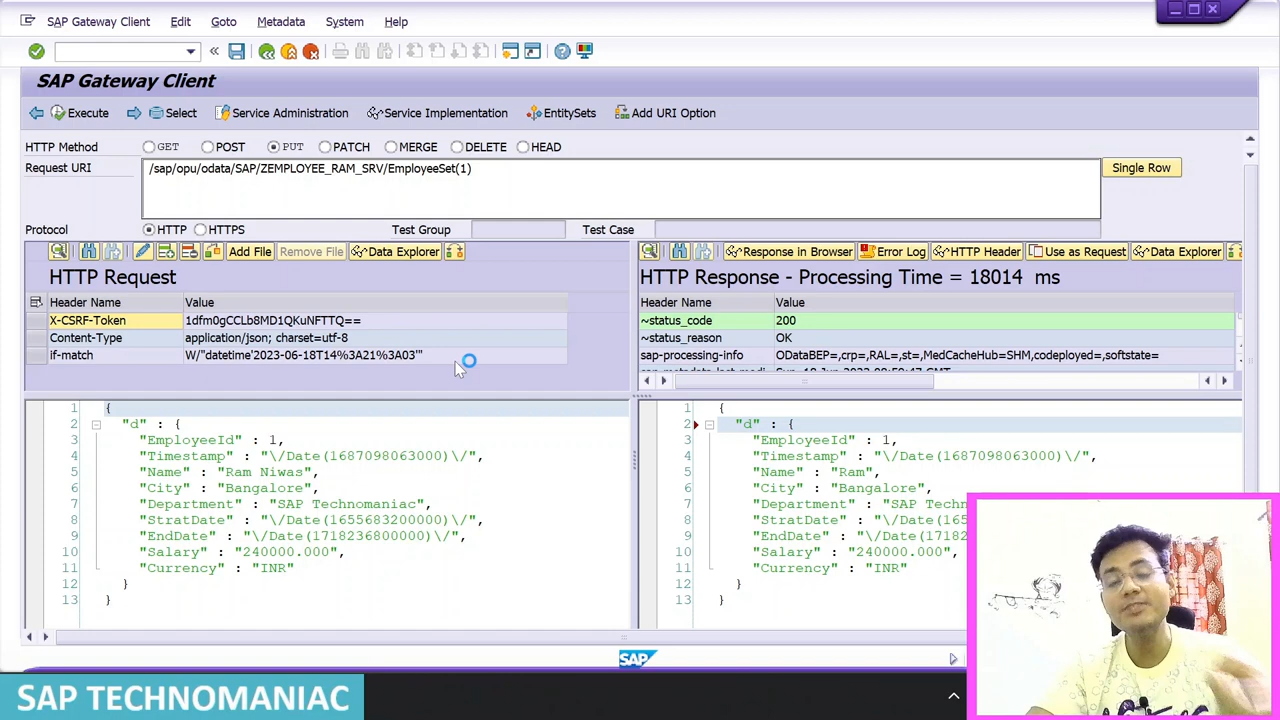 SAP Gateway Client Edit Goto Metadata System Help
SAP Gateway Client
Execute Select Service Administration Service Implementation EntitySets Add URI Option
HTTP Method GET POST PUT PATCH MERGE DELETE HEAD
Request URI /sap/opu/odata/SAP/ZEMPLOYEE_RAM_SRV/EmployeeSet(1) Single Row
Protocol HTTP HTTPS Test Group Test Case
Add File Remove File Data Explorer
HTTP Request
Header Name Value
X-CSRF-Token 1dfm0gCCLb8MD1QKuNFTTQ==
Content-Type application/json; charset=utf-8
if-match W/"datetime'2023-06-18T14%3A21%3A03'"
1 {
2 "d" : {
3 "EmployeeId" : 1,
4 "Timestamp" : "\/Date(1687098063000)\/",
5 "Name" : "Ram Niwas",
6 "City" : "Bangalore",
7 "Department" : "SAP Technomaniac",
8 "StratDate" : "\/Date(1655683200000)\/",
9 "EndDate" : "\/Date(1718236800000)\/",
10 "Salary" : "240000.000",
11 "Currency" : "INR"
12 }
13 }
Response in Browser Error Log HTTP Header Use as Request Data Explorer
HTTP Response - Processing Time = 18014 ms
Header Name Value
~status_code 200
~status_reason OK
sap-processing-info ODataBEP=,crp=,RAL=,st=,MedCacheHub=SHM,codeployed=,softstate=
1 {
2 "d" : {
3 "EmployeeId" : 1,
4 "Timestamp" : "\/Date(1687098063000)\/",
5 "Name" : "Ram",
6 "City" : "Bangalore",
7 "Department" : "SAP Techn
8 "StratDate" : "\/Date(165
9 "EndDate" : "\/Date(1718
10 "Salary" : "240000.000",
11 "Currency" : "INR"
12 }
13 }
SAP
SAP TECHNOMANIAC